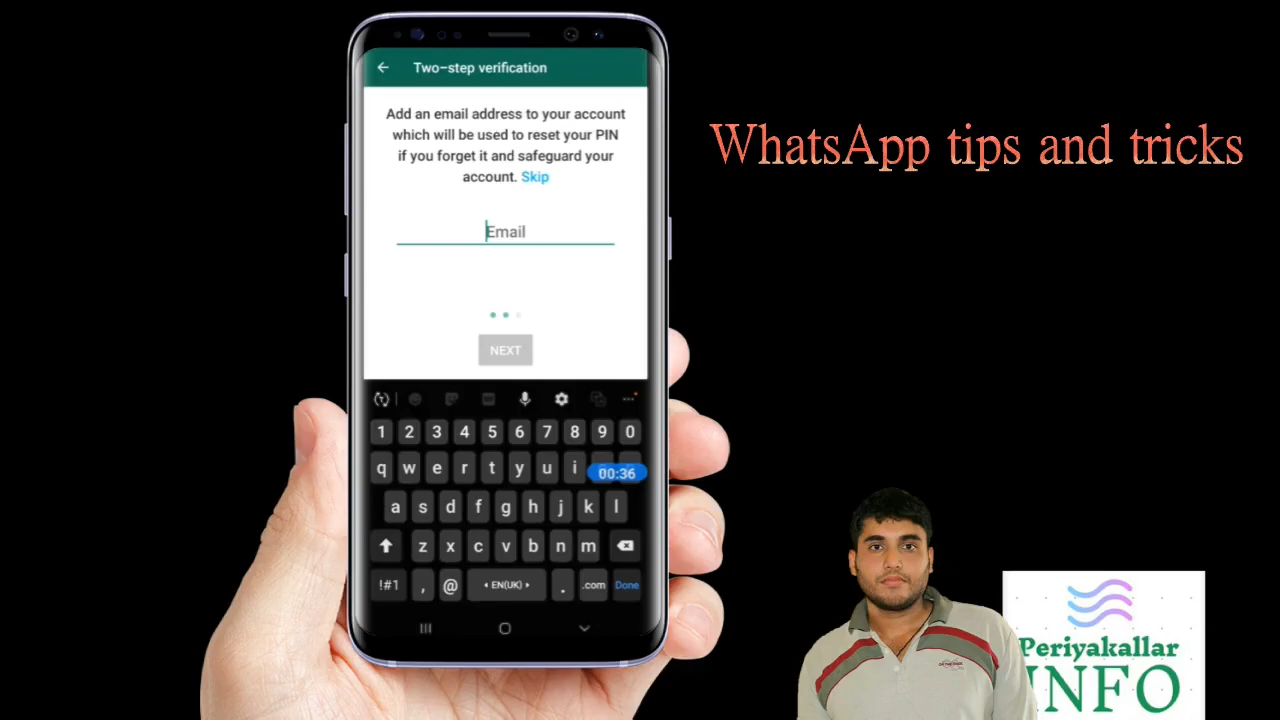 Two-step verification
WhatsApp tips and tricks
Add an email address to your account
which will be used to reset your PIN
if you forget it and safeguard your
account. Skip
Email
NEXT
1 2 3 4 5 6 7 8 9 0
q w e r t y u i
00:36
a s d f g h j k l
z x c v b n m
!#1 , @ EN(UK) . .com Done
Periyakallar
INFO